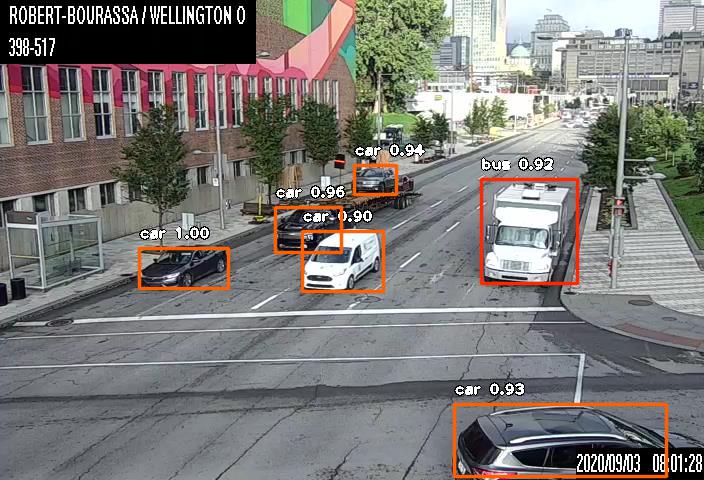 ROBERT-BOURASSA / WELLINGTON O
398-517
car 0.94
bus 0.92
car 0.96
car 0.90
car 1.00
car 0.93
2020/09/03 08:01:28